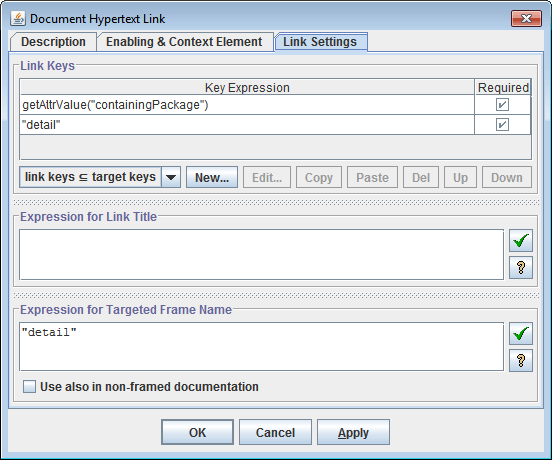 Document Hypertext Link
Description Enabling & Context Element Link Settings
Link Keys
Key Expression Required
getAttrValue("containingPackage")
"detail"
link keys ⊆ target keys New... Edit... Copy Paste Del Up Down
Expression for Link Title
?
Expression for Targeted Frame Name
"detail"
?
Use also in non-framed documentation
OK Cancel Apply